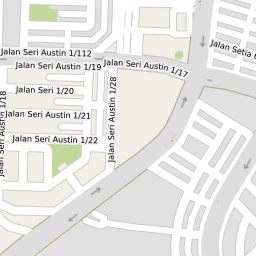 Jalan Seri Austin 1/112
Jalan Seri Austin 1/17
Jalan Setia 6
Jalan Seri Austin 1/19
Jalan Seri 1/20
Jalan Seri Austin 1/28
Jalan Seri Austin 1/18
Jalan Seri Austin 1/21
Jalan Seri Austin 1/22